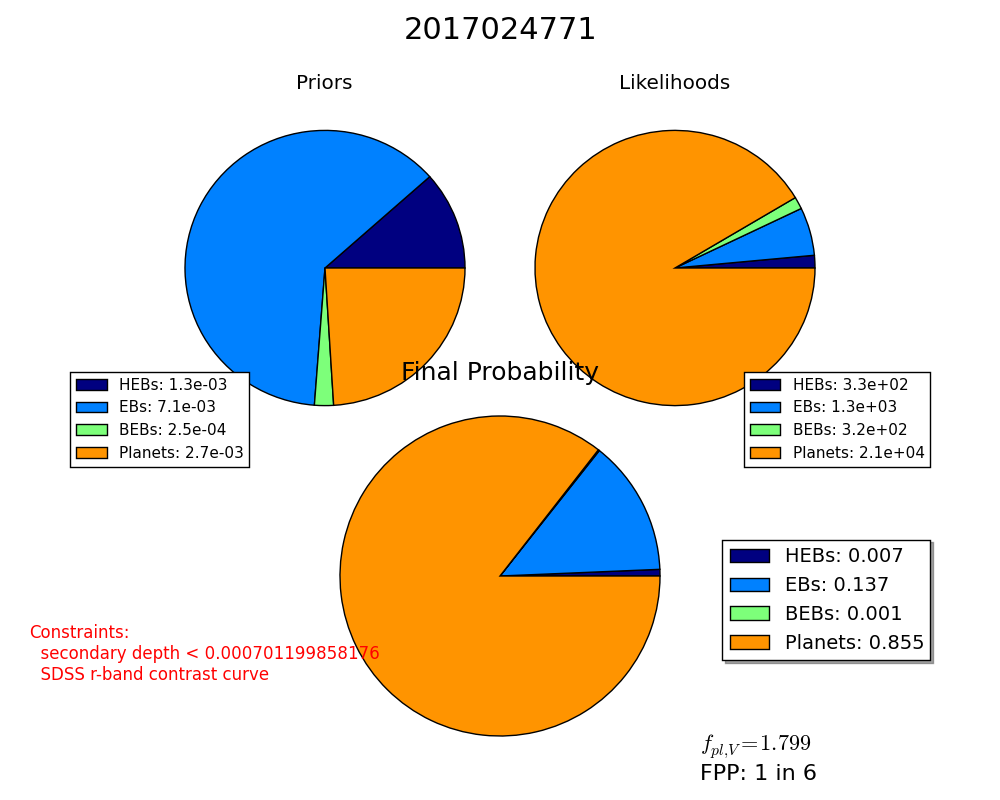 2017024771
Priors
Likelihoods
HEBs: 1.3e-03
EBs: 7.1e-03
BEBs: 2.5e-04
Planets: 2.7e-03
HEBs: 3.3e+02
EBs: 1.3e+03
BEBs: 3.2e+02
Planets: 2.1e+04
Final Probability
HEBs: 0.007
EBs: 0.137
BEBs: 0.001
Planets: 0.855
Constraints:
secondary depth < 0.000701199858176
SDSS r-band contrast curve
f_{pl,V}=1.799
FPP: 1 in 6